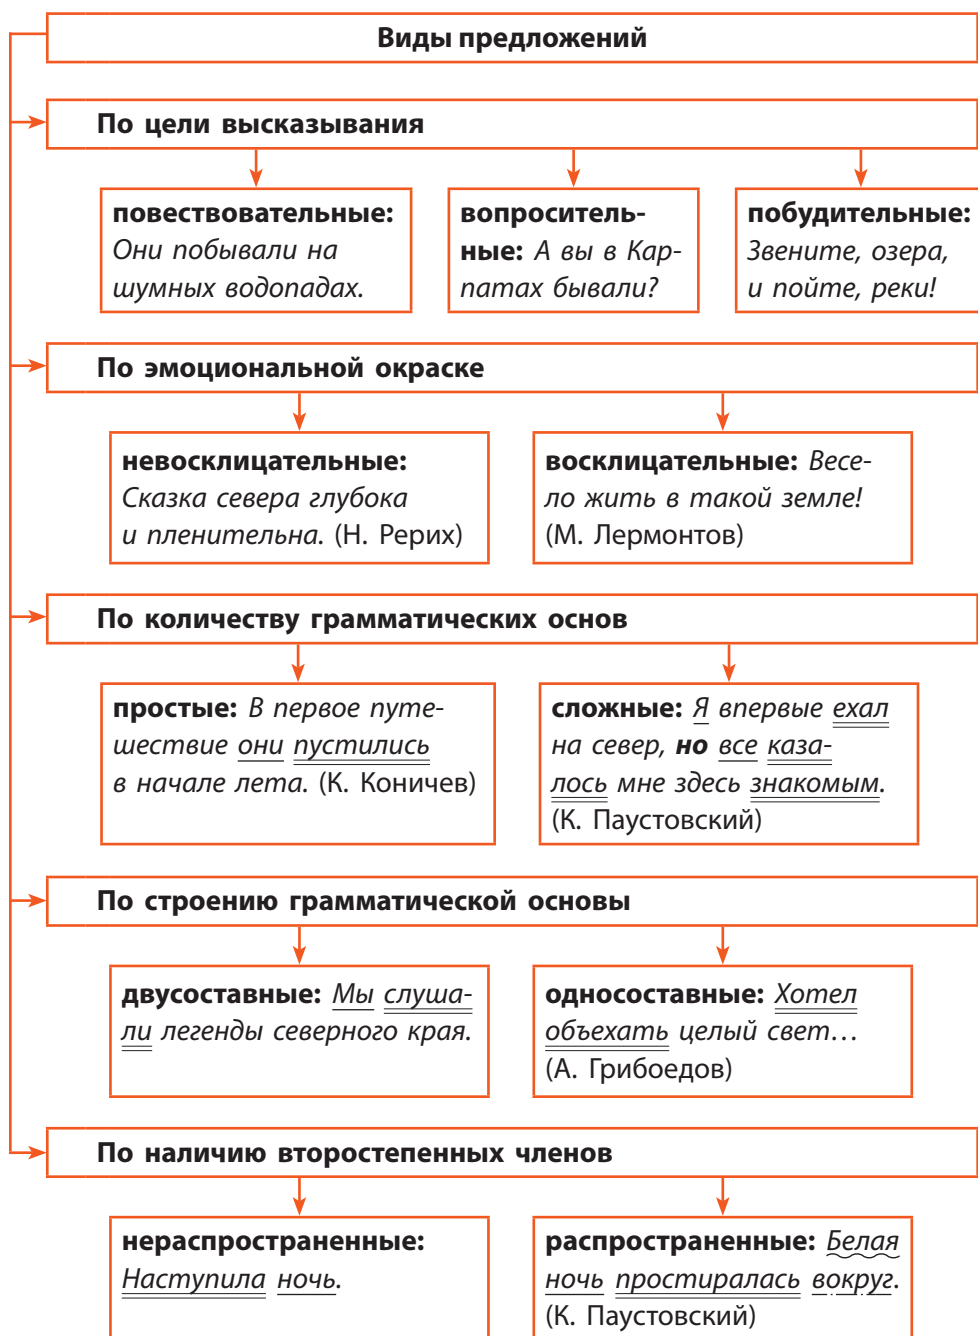 Виды предложений
По цели высказывания
повествовательные:
Они побывали на
шумных водопадах.
вопроситель-
ные: А вы в Кар-
патах бывали?
побудительные:
Звените, озера,
и пойте, реки!
По эмоциональной окраске
невосклицательные:
Сказка севера глубока
и пленительна. (Н. Рерих)
восклицательные: Весе-
ло жить в такой земле!
(М. Лермонтов)
По количеству грамматических основ
простые: В первое путе-
шествие они пустились
в начале лета. (К. Коничев)
сложные: Я впервые ехал
на север, но все каза-
лось мне здесь знакомым.
(К. Паустовский)
По строению грамматической основы
двусоставные: Мы слуша-
ли легенды северного края.
односоставные: Хотел
объехать целый свет...
(А. Грибоедов)
По наличию второстепенных членов
нераспространенные:
Наступила ночь.
распространенные: Белая
ночь простиралась вокруг.
(К. Паустовский)